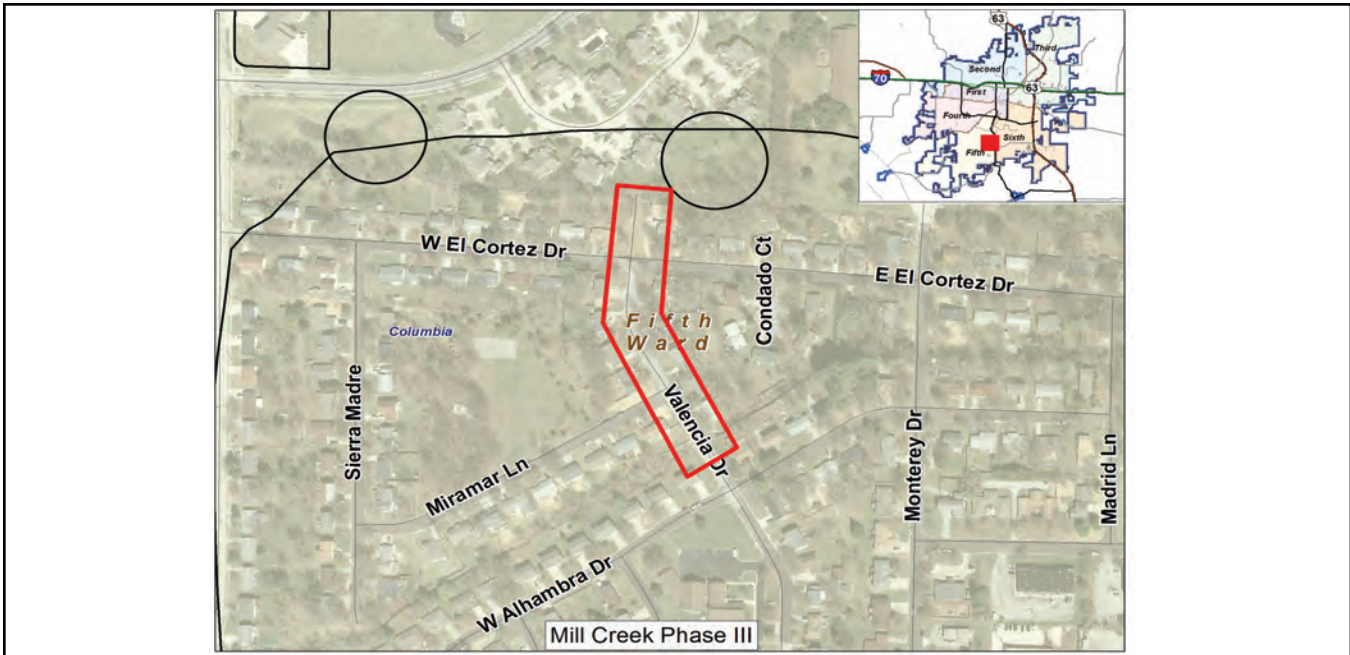 63
Third
Second
70
63
First
Fourth
Sixth
Fifth
W El Cortez Dr
Condado Ct
E El Cortez Dr
Fifth
Ward
Columbia
Sierra Madre
Valencia Dr
Miramar Ln
Monterey Dr
Madrid Ln
W Alhambra Dr
Mill Creek Phase III